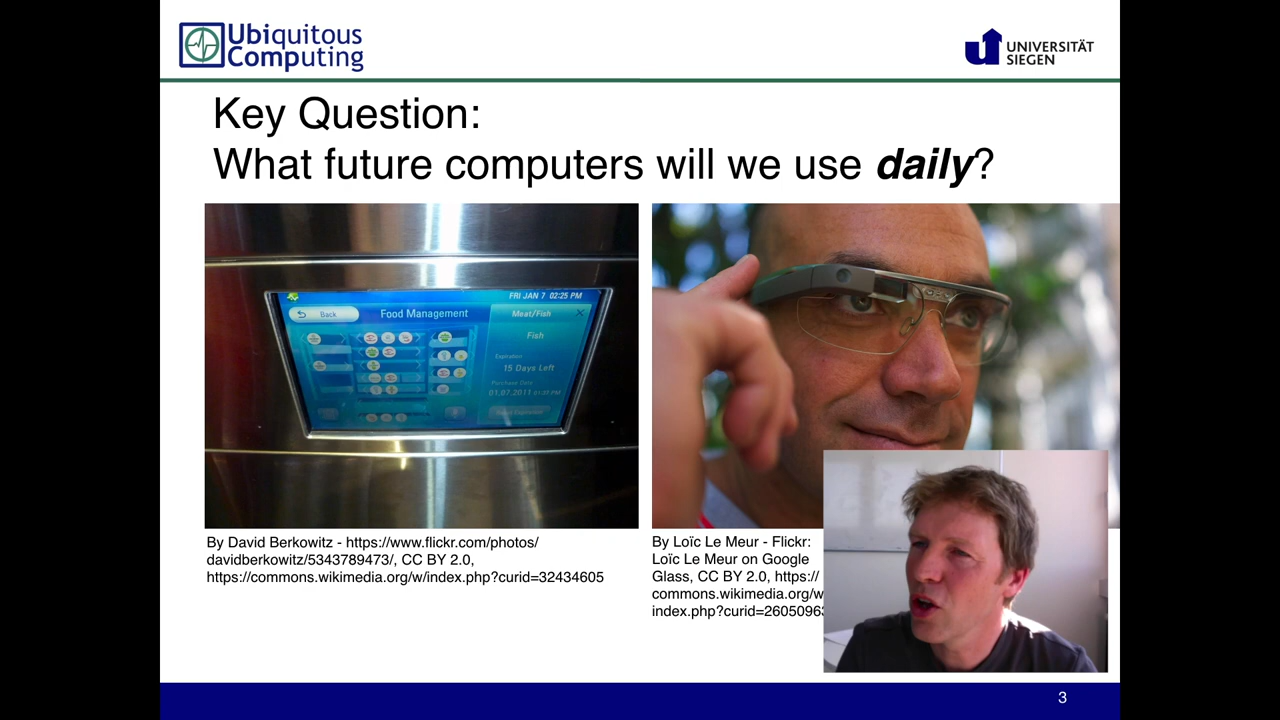 Ubiquitous
Computing
UNIVERSITÄT
SIEGEN
Key Question:
What future computers will we use daily?
FRI JAN 7 02:25 PM
Back
Food Management
Meat/Fish
Fish
Expiration
15 Days Left
Purchase Date
01.07.2011 01:37 PM
By David Berkowitz - https://www.flickr.com/photos/
davidberkowitz/5343789473/, CC BY 2.0,
https://commons.wikimedia.org/w/index.php?curid=32434605
By Loïc Le Meur - Flickr:
Loïc Le Meur on Google
Glass, CC BY 2.0, https://
commons.wikimedia.org/w
index.php?curid=2605096
3